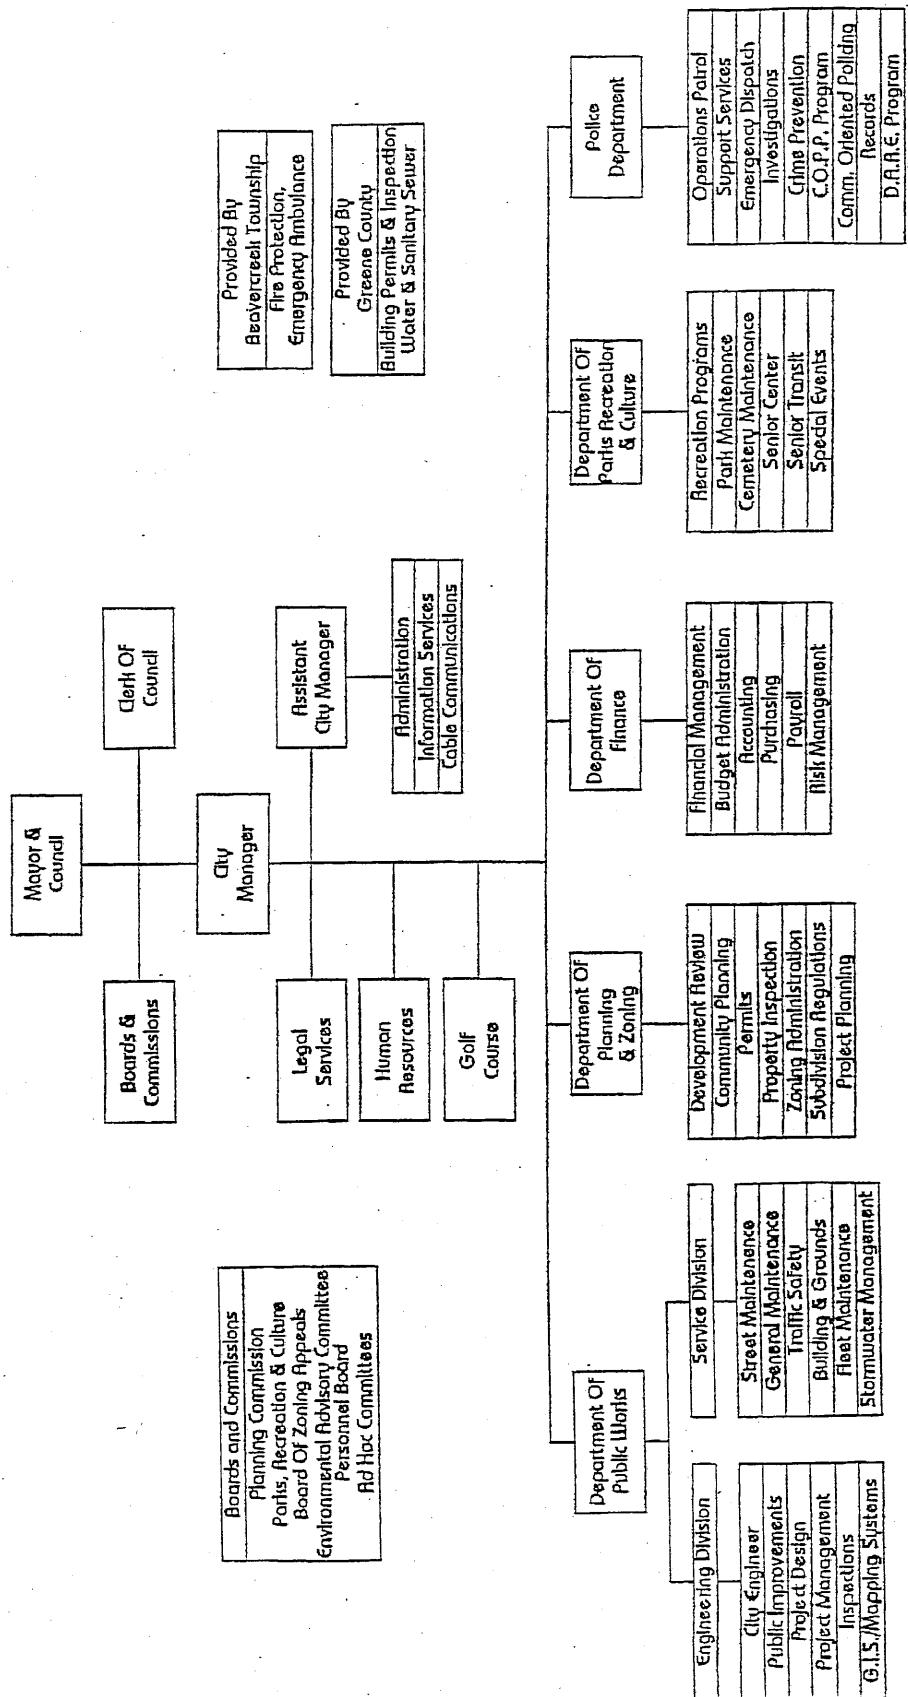 Mayor &
Council
Boards &
Commissions
Clerk Of
Council
City
Manager
Legal
Services
Assistant
City Manager
Human
Resources
Golf
Course
Administration
Information Services
Cable Communications
Boards and Commissions
Planning Commission
Parks, Recreation & Culture
Board Of Zoning Appeals
Environmental Advisory Committee
Personnel Board
Ad Hoc Committees
Provided By
Beavercreek Township
Fire Protection,
Emergency Ambulance
Provided By
Greene County
Building Permits & Inspection
Water & Sanitary Sewer
Department Of
Public Works
Engineering Division
City Engineer
Public Improvements
Project Design
Project Management
Inspections
G.I.S./Mapping Systems
Service Division
Street Maintenence
General Maintenance
Traffic Safety
Building & Grounds
Fleet Maintenance
Stormwater Management
Department Of
Planning
& Zoning
Development Review
Community Planning
Permits
Property Inspection
Zoning Administration
Subdivision Regulations
Project Planning
Department Of
Finance
Financial Management
Budget Administration
Accounting
Purchasing
Payroll
Risk Management
Department Of
Parks Recreation
& Culture
Recreation Programs
Park Maintenance
Cemetery Maintenance
Senior Center
Senior Transit
Special Events
Police
Department
Operations Patrol
Support Services
Emergency Dispatch
Investigations
Crime Prevention
C.O.P.P. Program
Comm. Oriented Policing
Records
D.A.R.E. Program